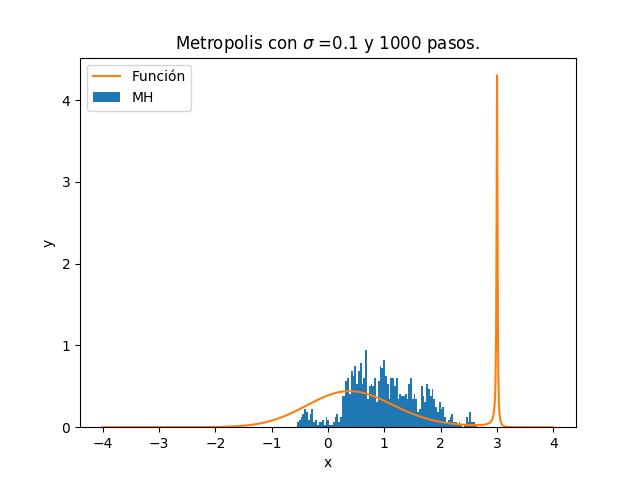 Metropolis con σ =0.1 y 1000 pasos.
Función
MH
4
3
2
1
0
y
−4 −3 −2 −1 0 1 2 3 4
x